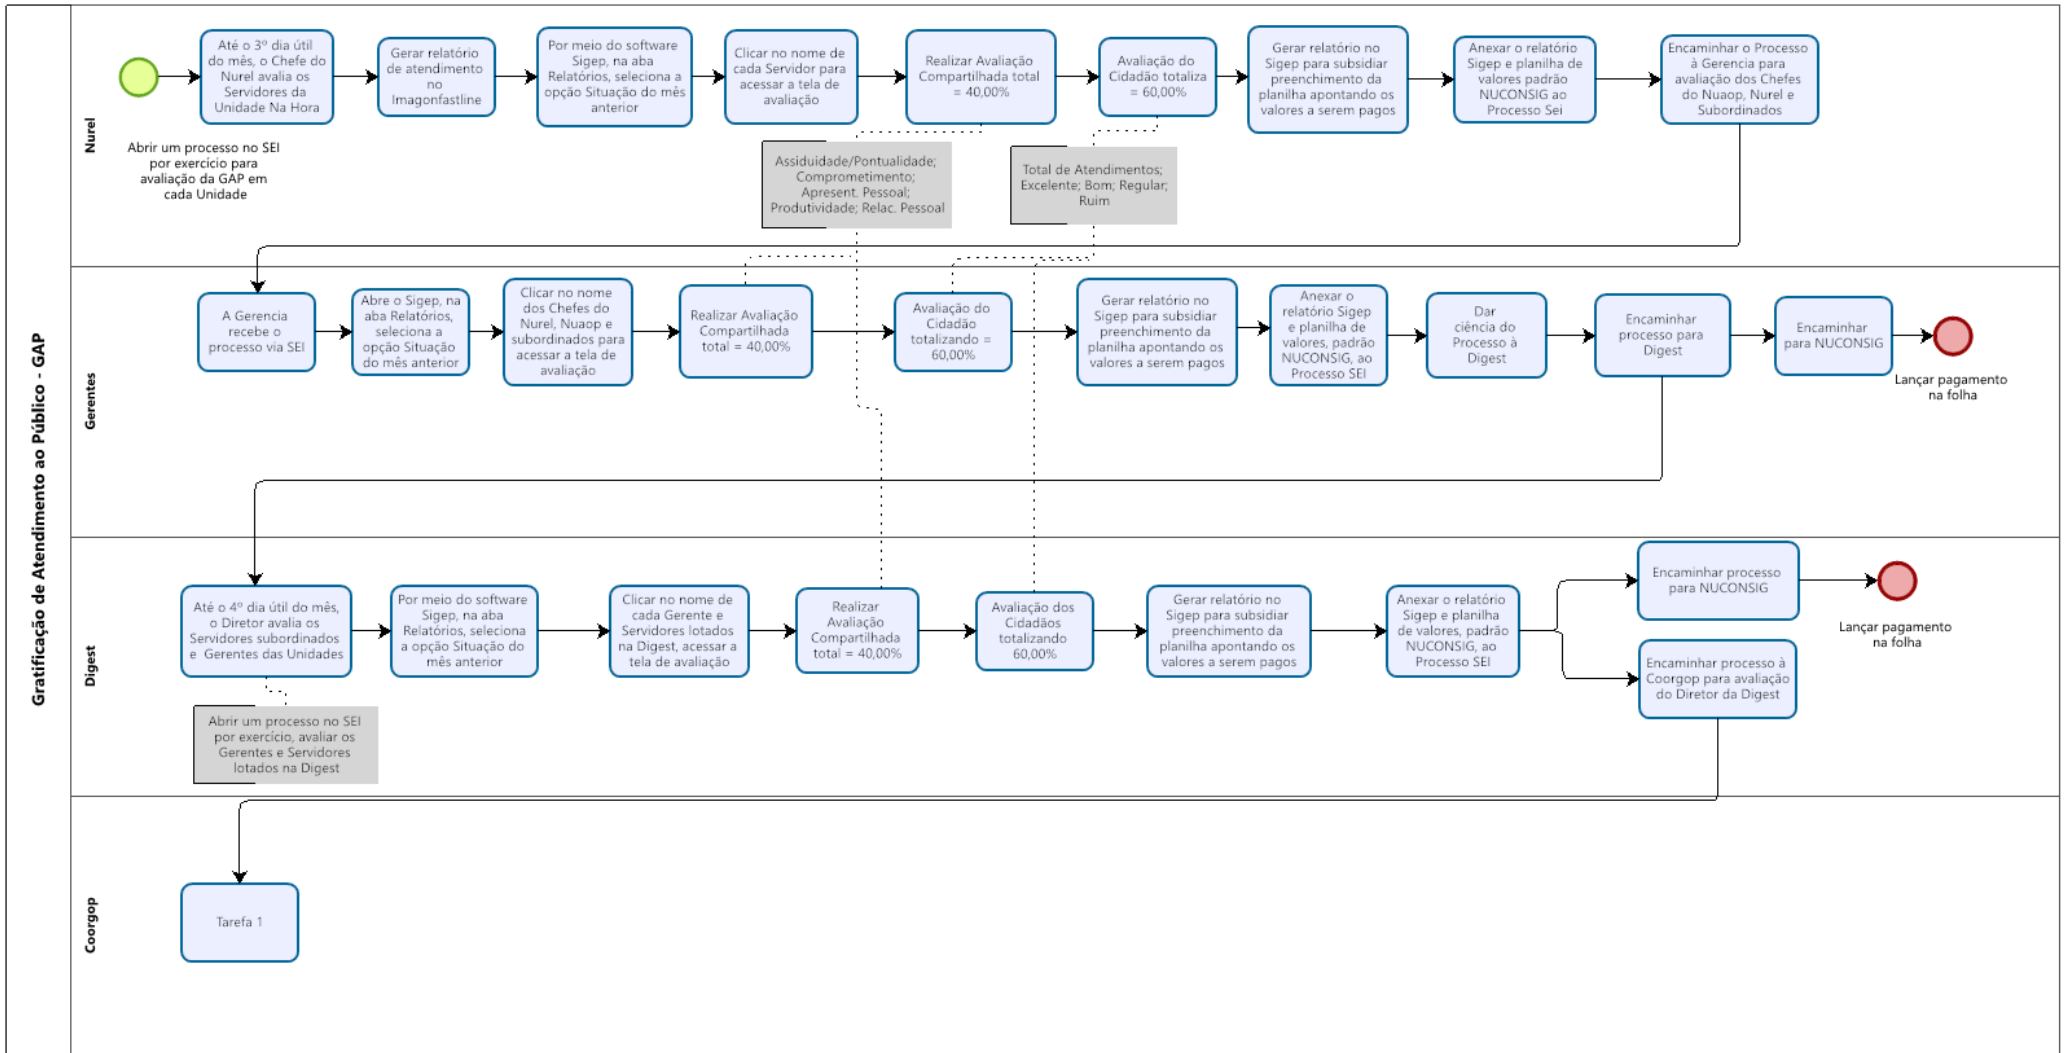 Gratificação de Atendimento ao Público - GAP
Nurel
Abrir um processo no SEI
por exercício para
avaliação da GAP em
cada Unidade
Até o 3º dia útil
do mês, o Chefe do
Nurel avalia os
Servidores da
Unidade Na Hora
Gerar relatório
de atendimento
no
Imagonfastline
Por meio do software
Sigep, na aba
Relatórios, seleciona a
opção Situação do mês
anterior
Clicar no nome de
cada Servidor para
acessar a tela de
avaliação
Realizar Avaliação
Compartilhada total
= 40,00%
Avaliação do
Cidadão totaliza
= 60,00%
Gerar relatório no
Sigep para subsidiar
preenchimento da
planilha apontando os
valores a serem pagos
Anexar o relatório
Sigep e planilha de
valores padrão
NUCONSIG ao
Processo Sei
Encaminhar o Processo
à Gerencia para
avaliação dos Chefes
do Nuaop, Nurel e
Subordinados
Assiduidade/Pontualidade;
Comprometimento;
Apresent. Pessoal;
Produtividade; Relac. Pessoal
Total de Atendimentos;
Excelente; Bom; Regular;
Ruim
Gerentes
A Gerencia
recebe o
processo via SEI
Abre o Sigep, na
aba Relatórios,
seleciona a
opção Situação
do mês anterior
Clicar no nome
dos Chefes do
Nurel, Nuaop e
subordinados para
acessar a tela de
avaliação
Realizar Avaliação
Compartilhada
total = 40,00%
Avaliação do
Cidadão
totalizando =
60,00%
Gerar relatório no
Sigep para subsidiar
preenchimento da
planilha apontando os
valores a serem pagos
Anexar o
relatório Sigep
e planilha de
valores, padrão
NUCONSIG, ao
Processo SEI
Dar
ciência do
Processo à
Digest
Encaminhar
processo para
Digest
Encaminhar
para NUCONSIG
Lançar pagamento
na folha
Digest
Até o 4º dia útil do mês,
o Diretor avalia os
Servidores subordinados
e Gerentes das Unidades
Por meio do software
Sigep, na aba
Relatórios, seleciona
a opção Situação do
mês anterior
Clicar no nome de
cada Gerente e
Servidores lotados
na Digest, acessar a
tela de avaliação
Realizar
Avaliação
Compartilhada
total = 40,00%
Avaliação dos
Cidadãos
totalizando
60,00%
Gerar relatório no
Sigep para subsidiar
preenchimento da
planilha apontando os
valores a serem pagos
Anexar o relatório
Sigep e planilha
de valores, padrão
NUCONSIG, ao
Processo SEI
Encaminhar processo
para NUCONSIG
Lançar pagamento
na folha
Encaminhar processo à
Coorgop para avaliação
do Diretor da Digest
Abrir um processo no SEI
por exercício, avaliar os
Gerentes e Servidores
lotados na Digest
Coorgop
Tarefa 1